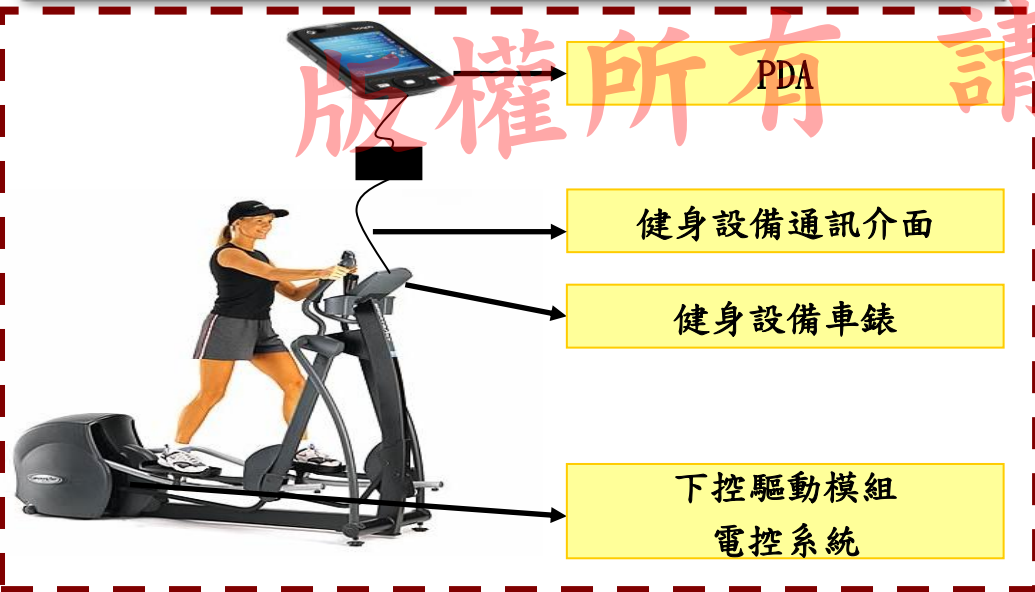 版權所有 請
PDA
健身設備通訊介面
健身設備車錶
下控驅動模組
電控系統